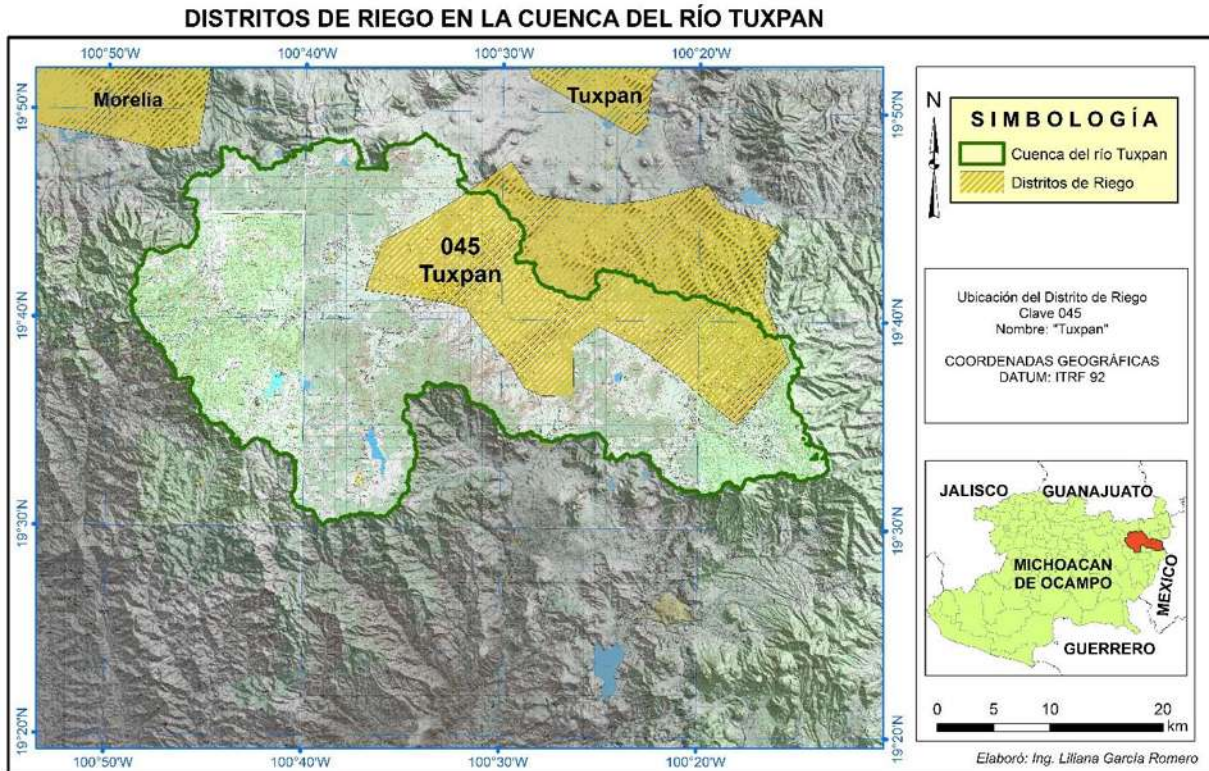 DISTRITOS DE RIEGO EN LA CUENCA DEL RÍO TUXPAN
100°50'W 100°40'W 100°30'W 100°20'W
19°50'N 19°50'N
19°40'N 19°40'N
19°30'N 19°30'N
19°20'N 19°20'N
100°50'W 100°40'W 100°30'W 100°20'W
Morelia
Tuxpan
045
Tuxpan
N
SIMBOLOGÍA
Cuenca del río Tuxpan
Distritos de Riego
Ubicación del Distrito de Riego
Clave 045
Nombre: "Tuxpan"
COORDENADAS GEOGRÁFICAS
DATUM: ITRF 92
JALISCO GUANAJUATO
MICHOACAN
DE OCAMPO
MEXICO
GUERRERO
0 5 10 20
km
Elaboró: Ing. Liliana García Romero